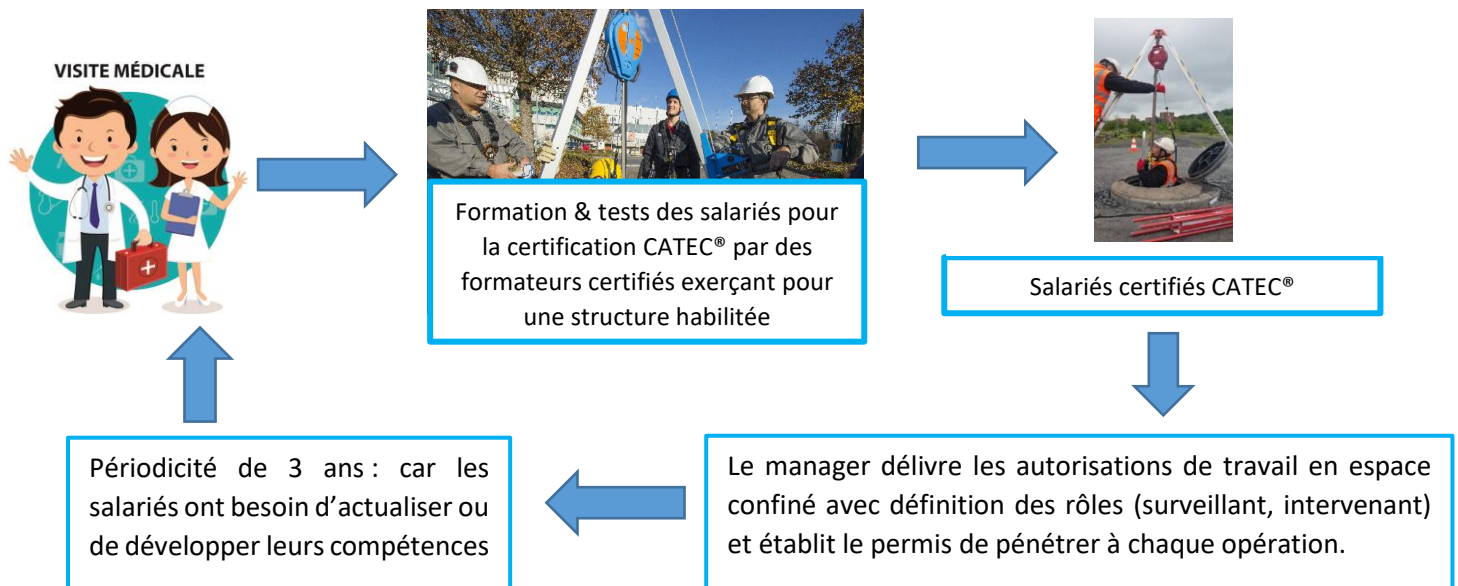 VISITE MÉDICALE
Formation & tests des salariés pour
la certification CATEC® par des
formateurs certifiés exerçant pour
une structure habilitée
Salariés certifiés CATEC®
Le manager délivre les autorisations de travail en espace
confiné avec définition des rôles (surveillant, intervenant)
et établit le permis de pénétrer à chaque opération.
Périodicité de 3 ans : car les
salariés ont besoin d’actualiser ou
de développer leurs compétences